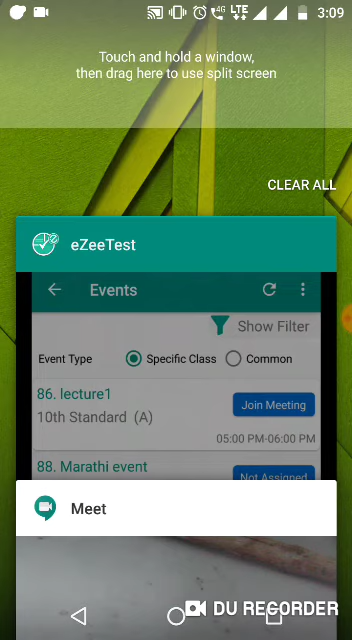 4G LTE 3:09
Touch and hold a window,
then drag here to use split screen
CLEAR ALL
eZeeTest
Events
Show Filter
Event Type Specific Class Common
86. lecture1
Join Meeting
10th Standard (A)
05:00 PM-06:00 PM
88. Marathi event
Not Assigned
Meet
DU RECORDER